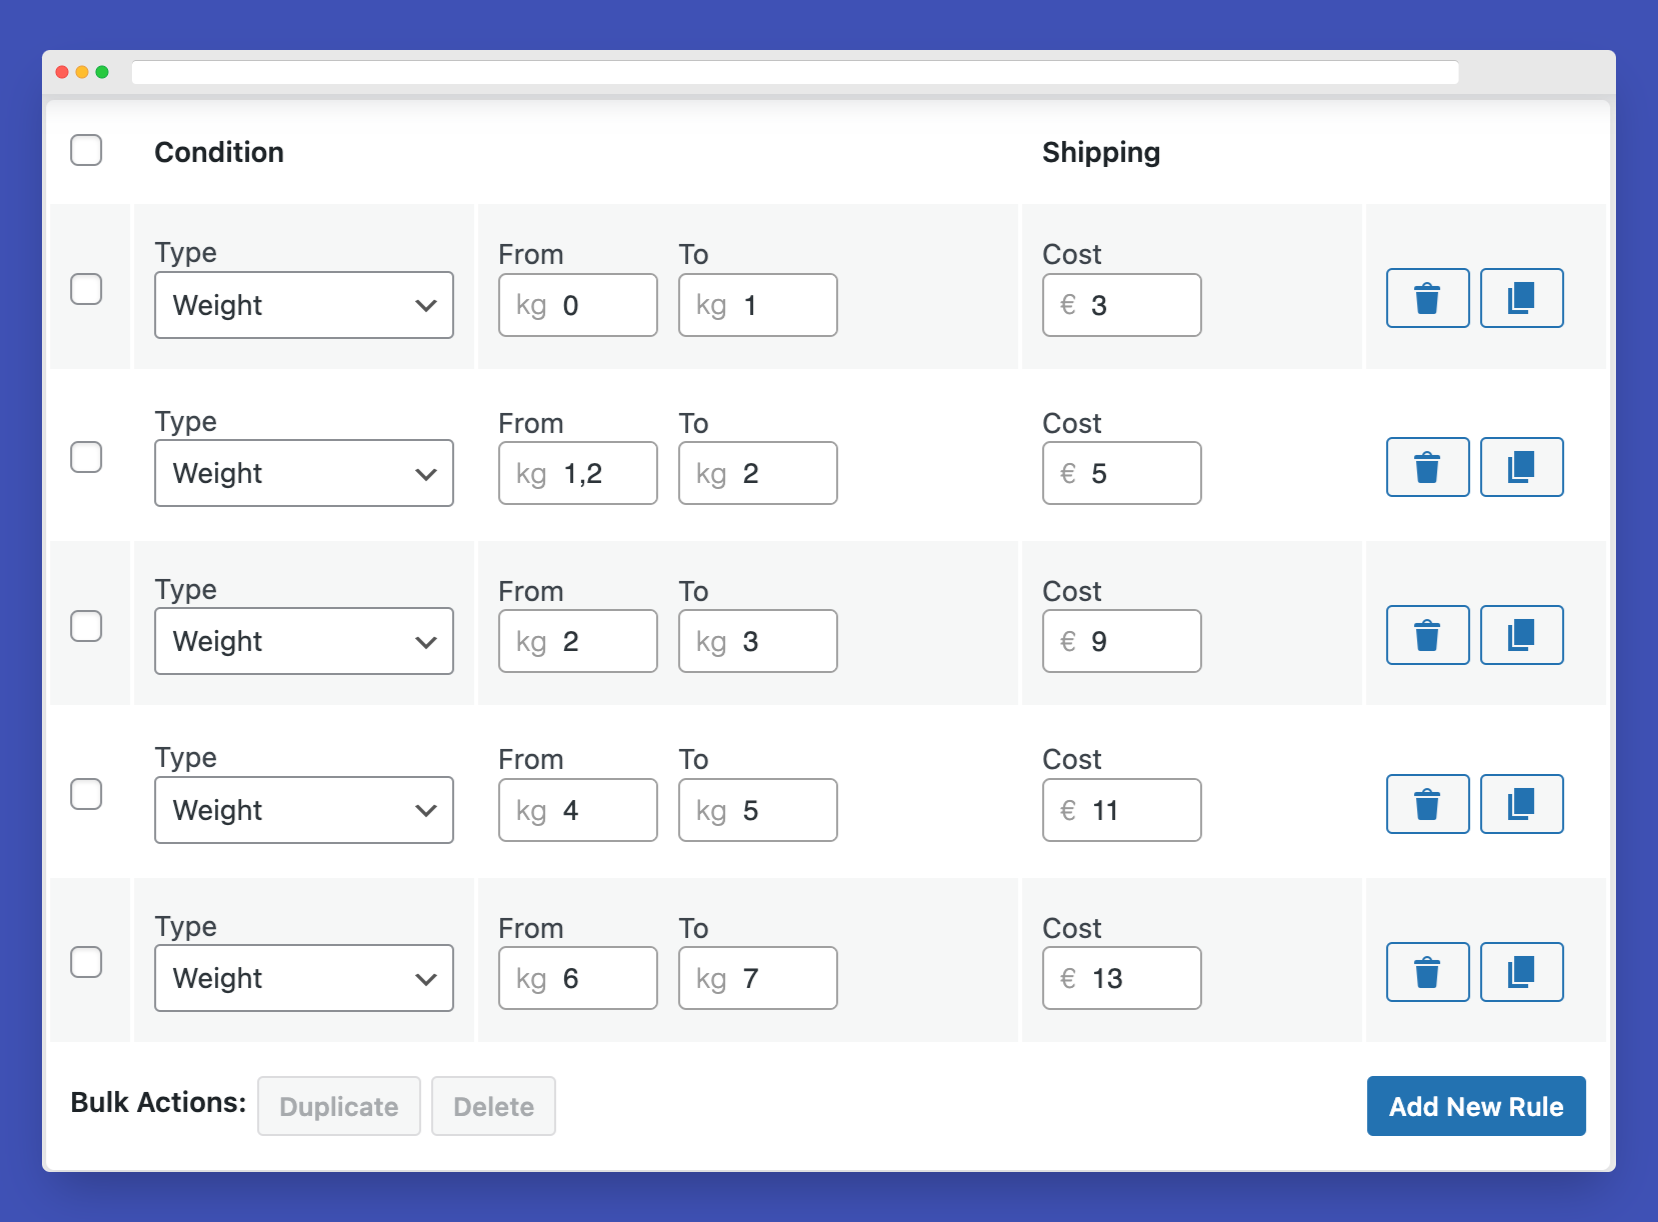 Condition Shipping
Type From To Cost
Weight kg 0 kg 1 € 3
Type From To Cost
Weight kg 1,2 kg 2 € 5
Type From To Cost
Weight kg 2 kg 3 € 9
Type From To Cost
Weight kg 4 kg 5 € 11
Type From To Cost
Weight kg 6 kg 7 € 13
Bulk Actions: Duplicate Delete Add New Rule